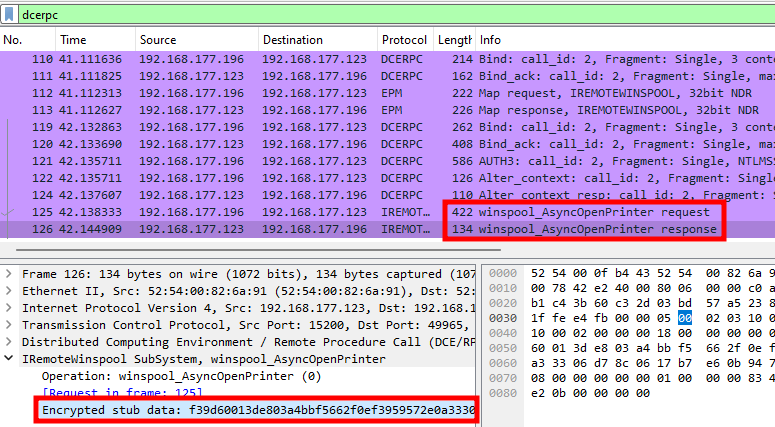 dcerpc
No. Time Source Destination Protocol Length Info
110 41.111636 192.168.177.196 192.168.177.123 DCERPC 214 Bind: call_id: 2, Fragment: Single, 3 conte
111 41.111825 192.168.177.123 192.168.177.196 DCERPC 162 Bind_ack: call_id: 2, Fragment: Single, max
112 41.112313 192.168.177.196 192.168.177.123 EPM 222 Map request, IREMOTEWINSPOOL, 32bit NDR
113 41.112627 192.168.177.123 192.168.177.196 EPM 226 Map response, IREMOTEWINSPOOL, 32bit NDR
119 42.132863 192.168.177.196 192.168.177.123 DCERPC 262 Bind: call_id: 2, Fragment: Single, 3 conte
120 42.133690 192.168.177.123 192.168.177.196 DCERPC 408 Bind_ack: call_id: 2, Fragment: Single, max
121 42.135711 192.168.177.196 192.168.177.123 DCERPC 586 AUTH3: call_id: 2, Fragment: Single, NTLMSS
122 42.135711 192.168.177.196 192.168.177.123 DCERPC 126 Alter_context: call_id: 2, Fragment: Single
124 42.137607 192.168.177.123 192.168.177.196 DCERPC 110 Alter_context_resp: call_id: 2, Fragment: S
125 42.138333 192.168.177.196 192.168.177.123 IREMOT… 422 winspool_AsyncOpenPrinter request
126 42.144909 192.168.177.123 192.168.177.196 IREMOT… 134 winspool_AsyncOpenPrinter response
Frame 126: 134 bytes on wire (1072 bits), 134 bytes captured (107
Ethernet II, Src: 52:54:00:82:6a:91 (52:54:00:82:6a:91), Dst: 52:
Internet Protocol Version 4, Src: 192.168.177.123, Dst: 192.168.1
Transmission Control Protocol, Src Port: 15200, Dst Port: 49965,
Distributed Computing Environment / Remote Procedure Call (DCE/RP
IRemoteWinspool SubSystem, winspool_AsyncOpenPrinter
Operation: winspool_AsyncOpenPrinter (0)
[Request in frame: 125]
Encrypted stub data: f39d60013de803a4bbf5662f0ef3959572e0a3330
0000 52 54 00 0f b4 43 52 54 00 82 6a 9
0010 00 78 42 e2 40 00 80 06 00 00 c0 a
0020 b1 c4 3b 60 c3 2d 03 bd 57 a5 23 8
0030 1f fe e4 fb 00 00 05 00 02 03 10 0
0040 10 00 02 00 00 00 18 00 00 00 00 0
0050 60 01 3d e8 03 a4 bb f5 66 2f 0e f
0060 a3 33 06 d7 8c 06 17 b7 e6 0b 94 7
0070 08 00 00 00 00 00 01 00 00 00 83 4
0080 e2 0b 00 00 00 00